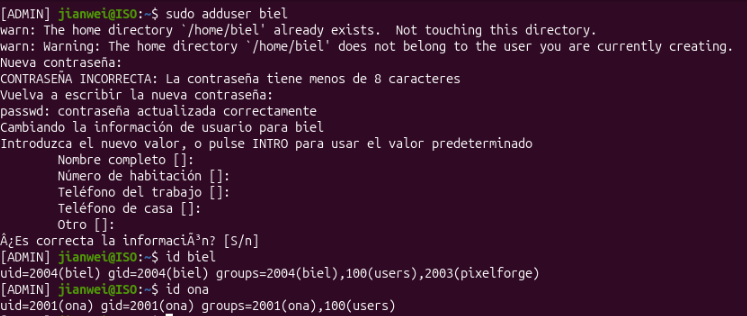 [ADMIN] jianwei@ISO:~$ sudo adduser biel
warn: The home directory `/home/biel' already exists.  Not touching this directory.
warn: Warning: The home directory `/home/biel' does not belong to the user you are currently creating.
Nueva contraseña:
CONTRASEÑA INCORRECTA: La contraseña tiene menos de 8 caracteres
Vuelva a escribir la nueva contraseña:
passwd: contraseña actualizada correctamente
Cambiando la información de usuario para biel
Introduzca el nuevo valor, o pulse INTRO para usar el valor predeterminado
        Nombre completo []:
        Número de habitación []:
        Teléfono del trabajo []:
        Teléfono de casa []:
        Otro []:
Â¿Es correcta la informaciÃ³n? [S/n]
[ADMIN] jianwei@ISO:~$ id biel
uid=2004(biel) gid=2004(biel) groups=2004(biel),100(users),2003(pixelforge)
[ADMIN] jianwei@ISO:~$ id ona
uid=2001(ona) gid=2001(ona) groups=2001(ona),100(users)